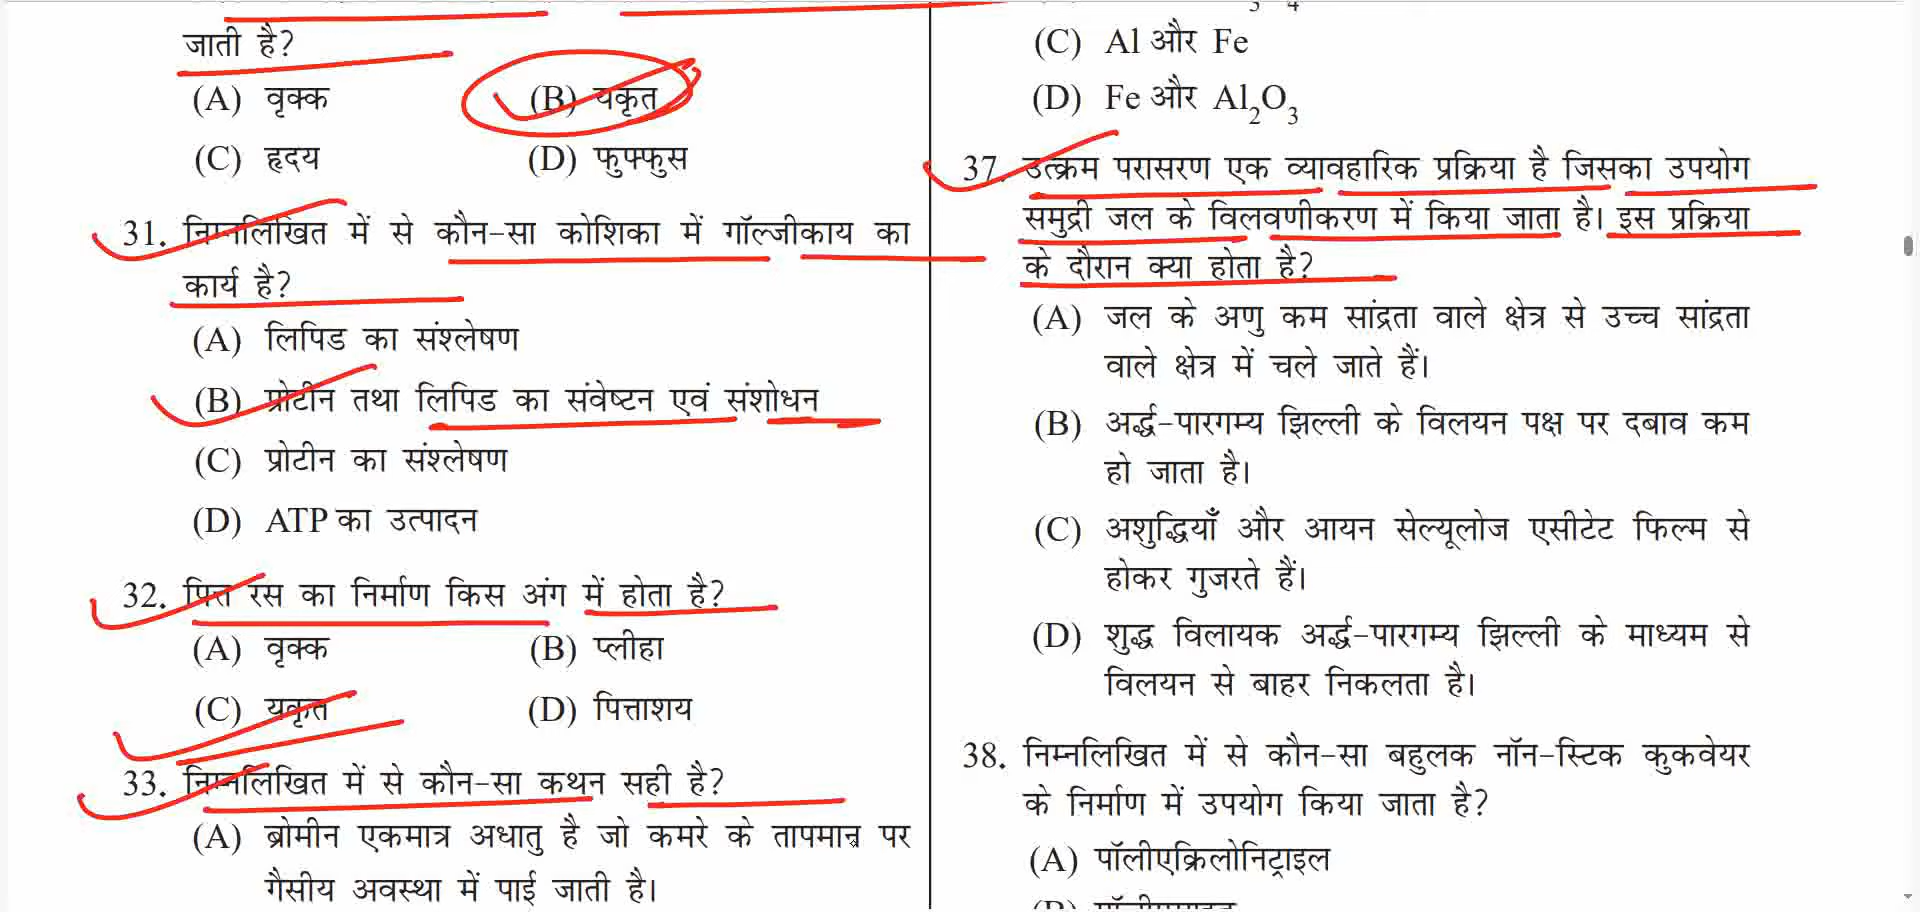 जाती है?
(A) वृक्क (B) यकृत
(C) हृदय (D) फुफ्फुस
31. निम्नलिखित में से कौन-सा कोशिका में गॉल्जीकाय का
कार्य है?
(A) लिपिड का संश्लेषण
(B) प्रोटीन तथा लिपिड का संवेष्टन एवं संशोधन
(C) प्रोटीन का संश्लेषण
(D) ATP का उत्पादन
32. पित्त रस का निर्माण किस अंग में होता है?
(A) वृक्क (B) प्लीहा
(C) यकृत (D) पित्ताशय
33. निम्नलिखित में से कौन-सा कथन सही है?
(A) ब्रोमीन एकमात्र अधातु है जो कमरे के तापमान पर
गैसीय अवस्था में पाई जाती है।
(C) Al और Fe
(D) Fe और Al₂O₃
37. उत्क्रम परासरण एक व्यावहारिक प्रक्रिया है जिसका उपयोग
समुद्री जल के विलवणीकरण में किया जाता है। इस प्रक्रिया
के दौरान क्या होता है?
(A) जल के अणु कम सांद्रता वाले क्षेत्र से उच्च सांद्रता
वाले क्षेत्र में चले जाते हैं।
(B) अर्द्ध-पारगम्य झिल्ली के विलयन पक्ष पर दबाव कम
हो जाता है।
(C) अशुद्धियाँ और आयन सेल्यूलोज एसीटेट फिल्म से
होकर गुजरते हैं।
(D) शुद्ध विलायक अर्द्ध-पारगम्य झिल्ली के माध्यम से
विलयन से बाहर निकलता है।
38. निम्नलिखित में से कौन-सा बहुलक नॉन-स्टिक कुकवेयर
के निर्माण में उपयोग किया जाता है?
(A) पॉलीएक्रिलोनिट्राइल